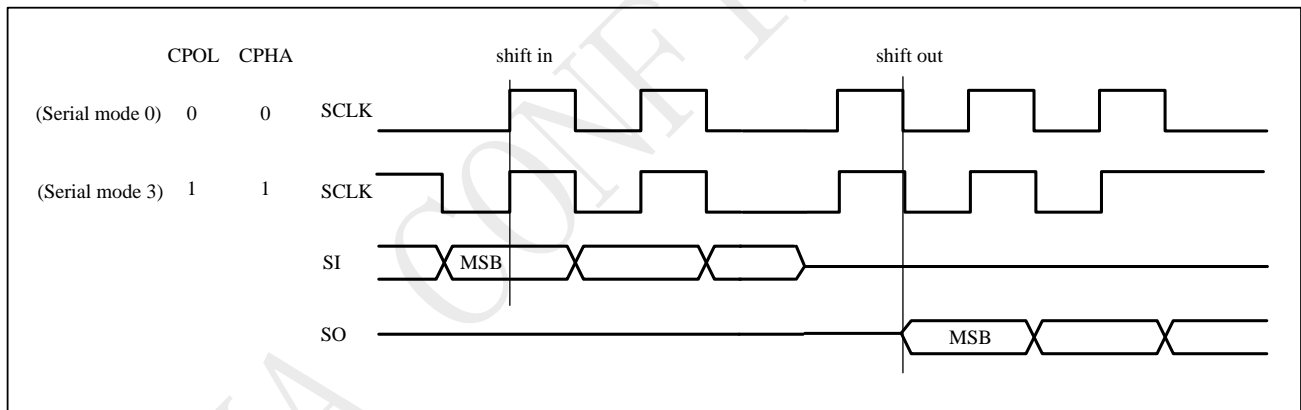 CPOL CPHA shift in shift out
(Serial mode 0) 0 0 SCLK
(Serial mode 3) 1 1 SCLK
SI MSB
SO MSB